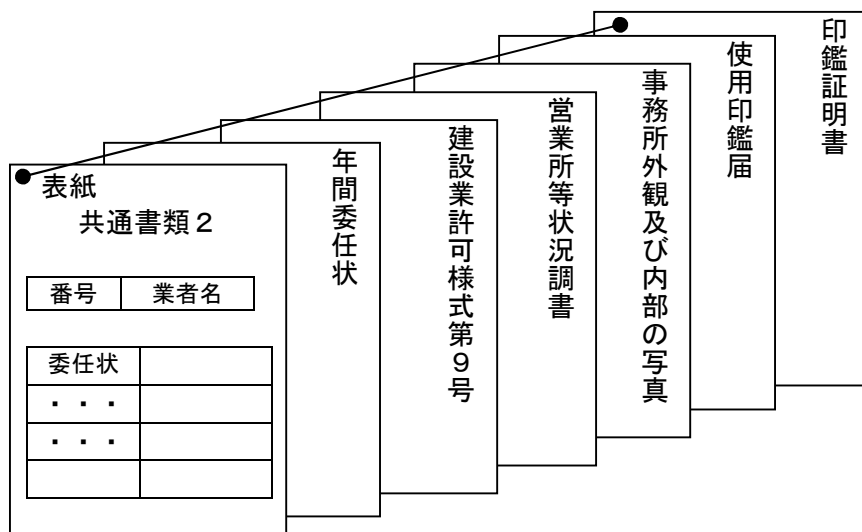 表紙
共通書類２
番号 業者名
委任状
・・・
・・・
年間委任状
建設業許可様式第９号
営業所等状況調書
事務所外観及び内部の写真
使用印鑑届
印鑑証明書